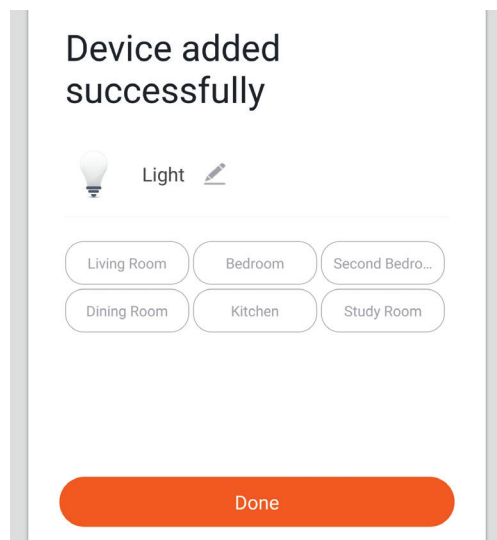 Device added
successfully
Light
Living Room
Bedroom
Second Bedro...
Dining Room
Kitchen
Study Room
Done